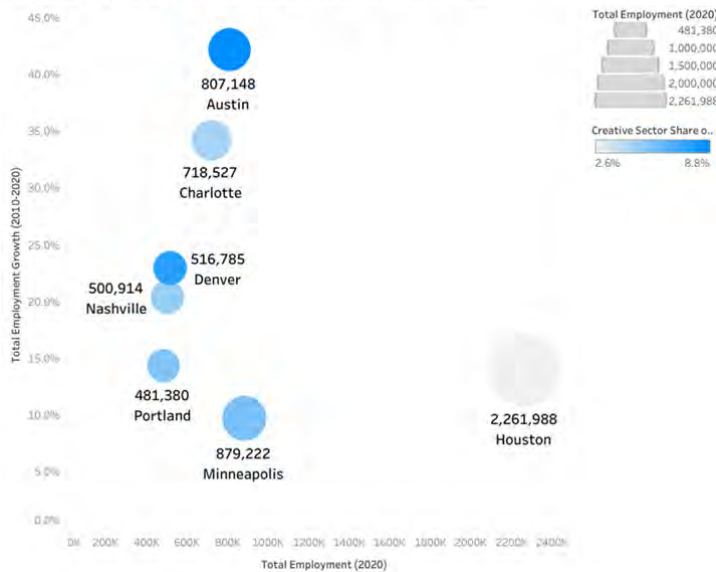 45.0%
40.0%
35.0%
30.0%
25.0%
20.0%
15.0%
10.0%
5.0%
0.0%
Total Employment Growth (2010-2020)
807,148
Austin
718,527
Charlotte
516,785
Denver
500,914
Nashville
481,380
Portland
879,222
Minneapolis
2,261,988
Houston
0K 200K 400K 600K 800K 1000K 1200K 1400K 1600K 1800K 2000K 2200K 2400K
Total Employment (2020)
Total Employment (2020)
481,380
1,000,000
1,500,000
2,000,000
2,261,988
Creative Sector Share o..
2.6% 8.8%